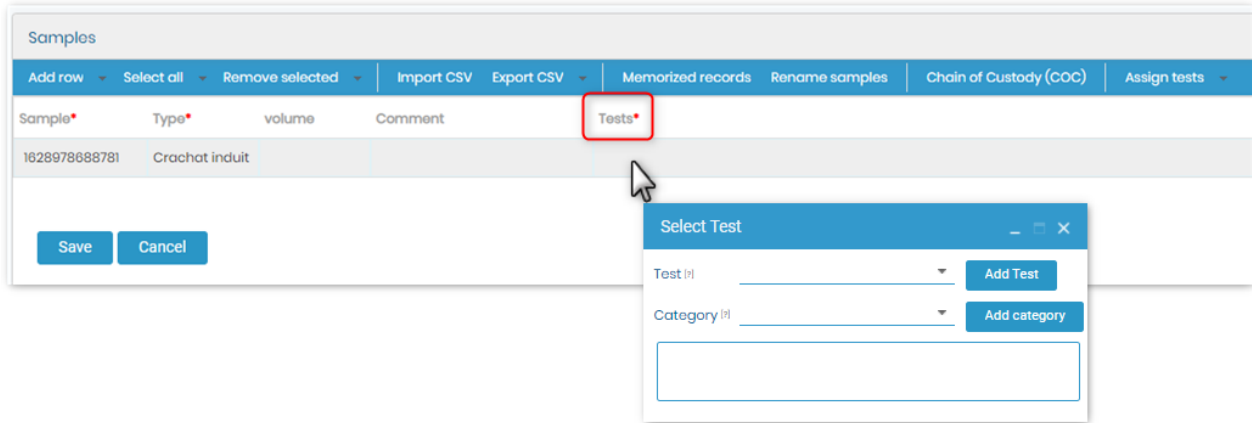 Samples
Add row Select all Remove selected Import CSV Export CSV Memorized records Rename samples Chain of Custody (COC) Assign tests
Sample* Type* volume Comment Tests*
1628978688781 Crachat induit
Save Cancel
Select Test
Test [?] Add Test
Category [?] Add category